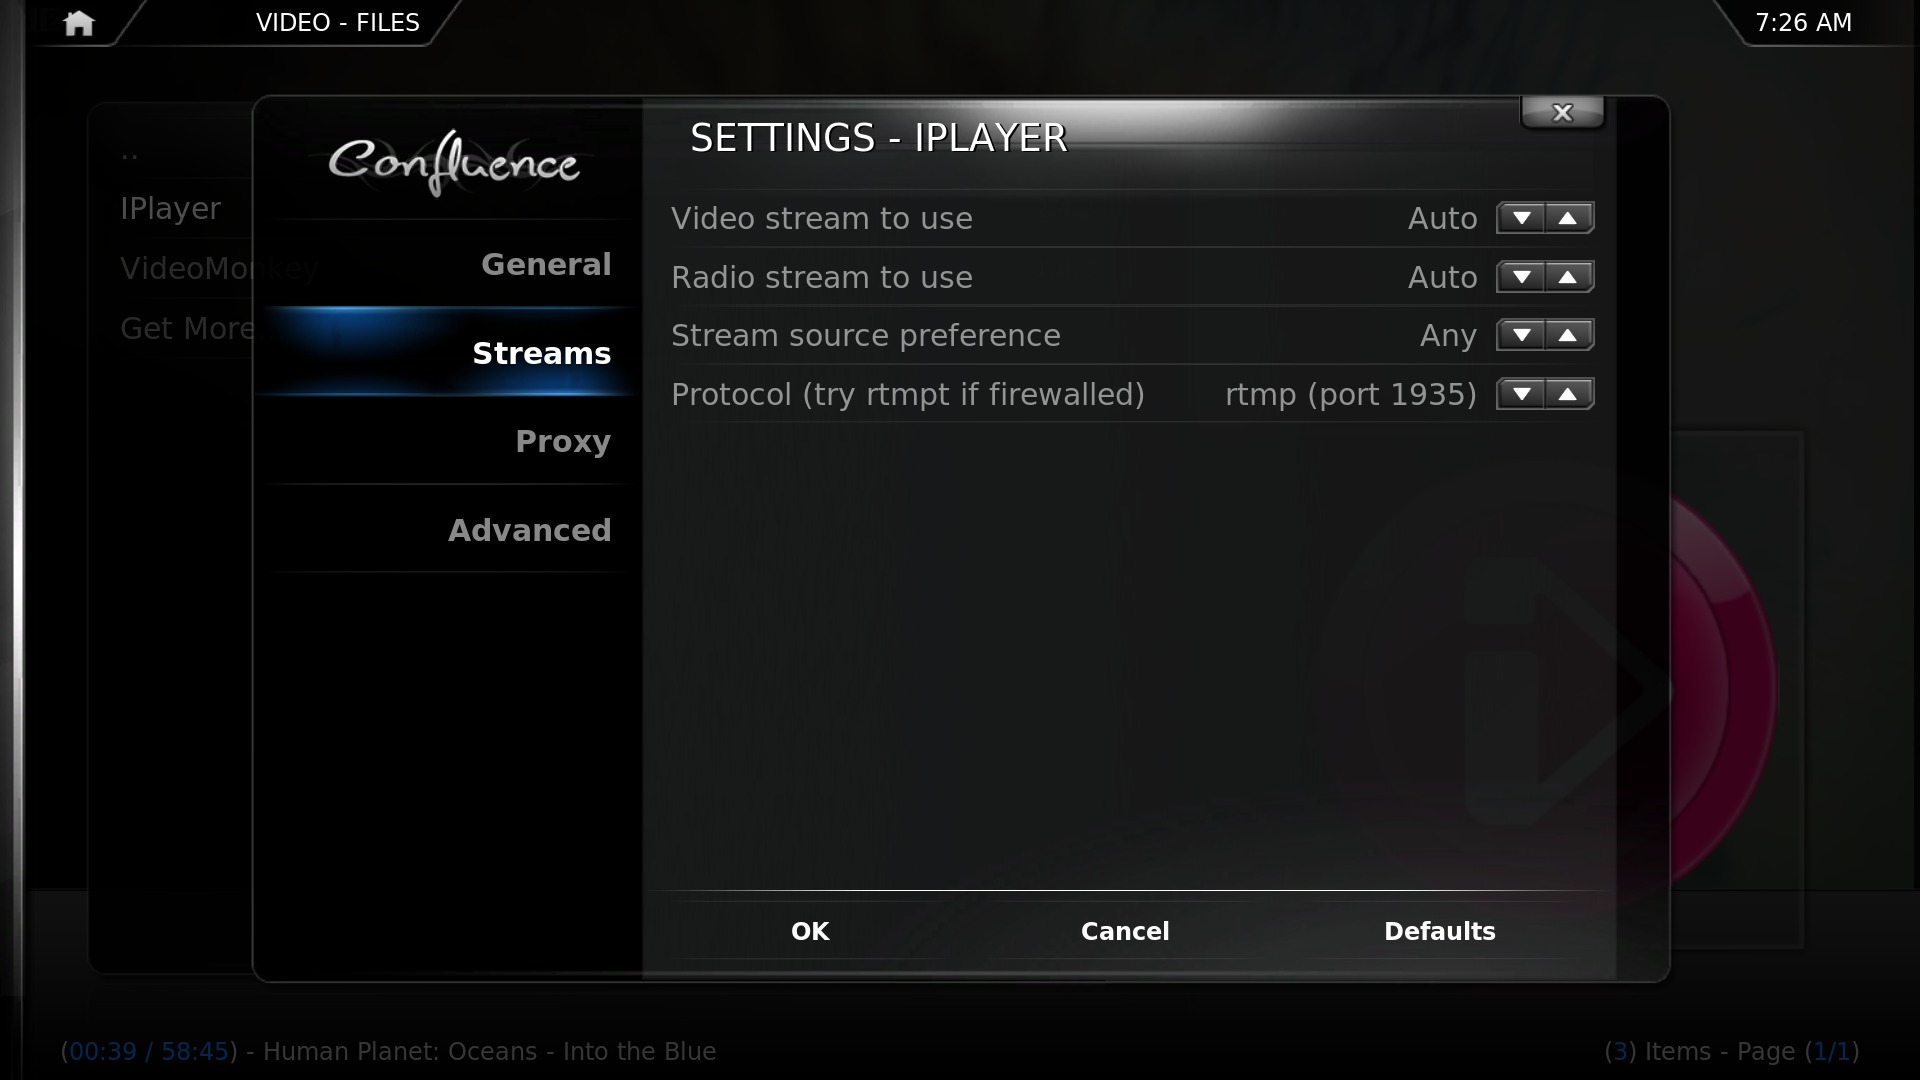 VIDEO - FILES
7:26 AM
..
IPlayer
VideoMonkey
Get More
Confluence
General
Streams
Proxy
Advanced
SETTINGS - IPLAYER
Video stream to use Auto
Radio stream to use Auto
Stream source preference Any
Protocol (try rtmpt if firewalled) rtmp (port 1935)
OK Cancel Defaults
(00:39 / 58:45) - Human Planet: Oceans - Into the Blue
(3) Items - Page (1/1)